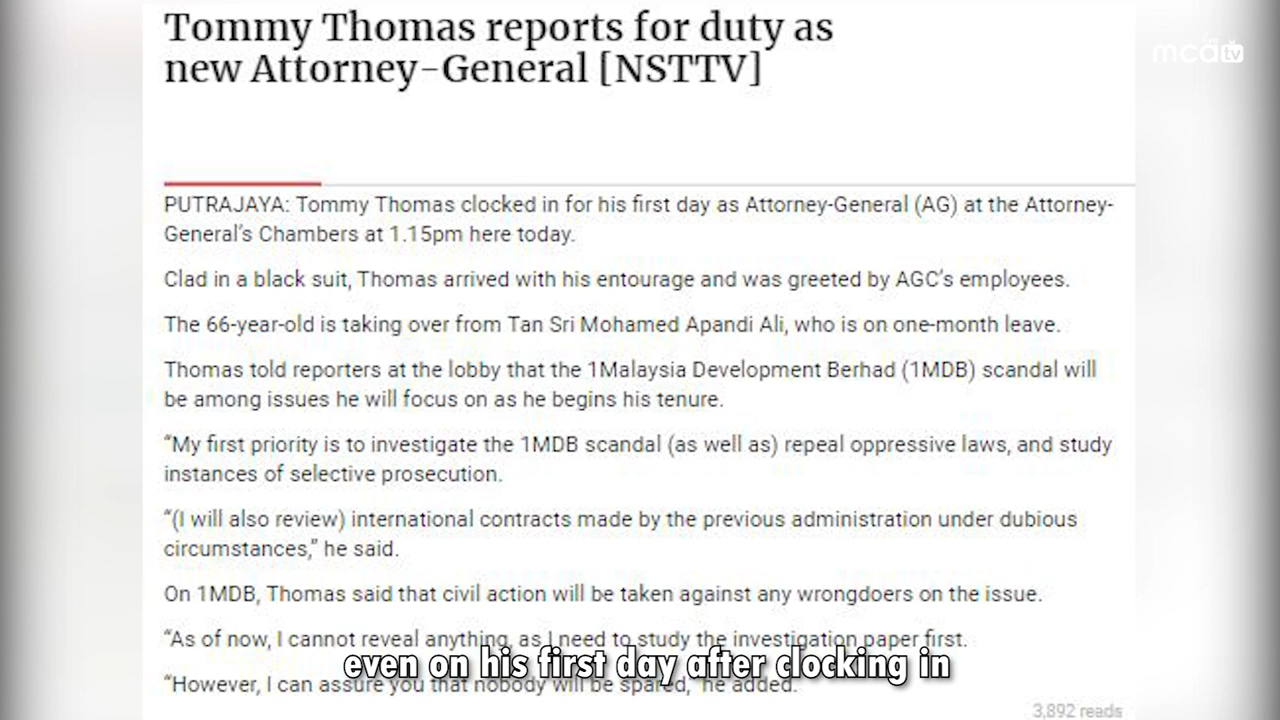 Tommy Thomas reports for duty as
new Attorney-General [NSTTV]
mca tv
PUTRAJAYA: Tommy Thomas clocked in for his first day as Attorney-General (AG) at the Attorney-
General's Chambers at 1.15pm here today.
Clad in a black suit, Thomas arrived with his entourage and was greeted by AGC's employees.
The 66-year-old is taking over from Tan Sri Mohamed Apandi Ali, who is on one-month leave.
Thomas told reporters at the lobby that the 1Malaysia Development Berhad (1MDB) scandal will
be among issues he will focus on as he begins his tenure.
“My first priority is to investigate the 1MDB scandal (as well as) repeal oppressive laws, and study
instances of selective prosecution.
“(I will also review) international contracts made by the previous administration under dubious
circumstances,” he said.
On 1MDB, Thomas said that civil action will be taken against any wrongdoers on the issue.
“As of now, I cannot reveal anything, as I need to study the investigation paper first.
even on his first day after clocking in
“However, I can assure you that nobody will be spared,” he added.
3,892 reads